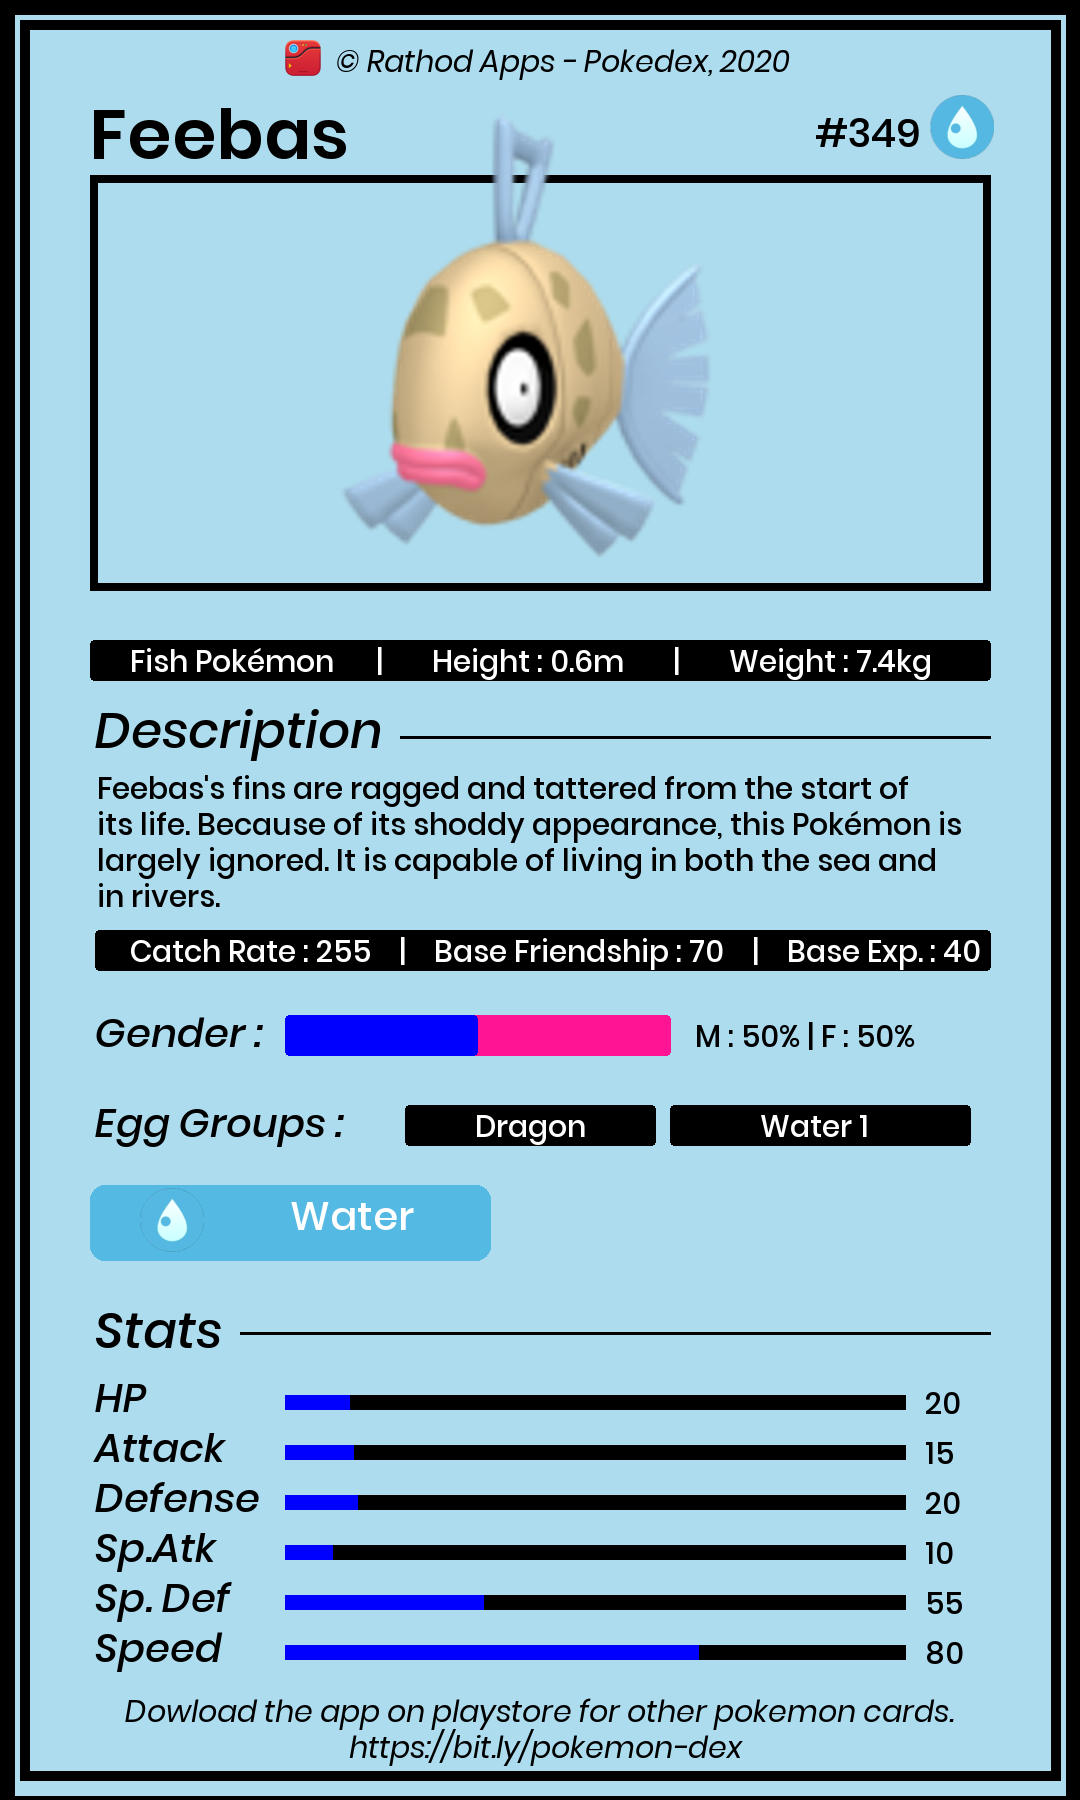 © Rathod Apps - Pokedex, 2020
Feebas
#349
Fish Pokémon | Height : 0.6m | Weight : 7.4kg
Description
Feebas's fins are ragged and tattered from the start of
its life. Because of its shoddy appearance, this Pokémon is
largely ignored. It is capable of living in both the sea and
in rivers.
Catch Rate : 255 | Base Friendship : 70 | Base Exp. : 40
Gender : M : 50% | F : 50%
Egg Groups : Dragon Water 1
Water
Stats
HP 20
Attack 15
Defense 20
Sp.Atk 10
Sp. Def 55
Speed 80
Dowload the app on playstore for other pokemon cards.
https://bit.ly/pokemon-dex